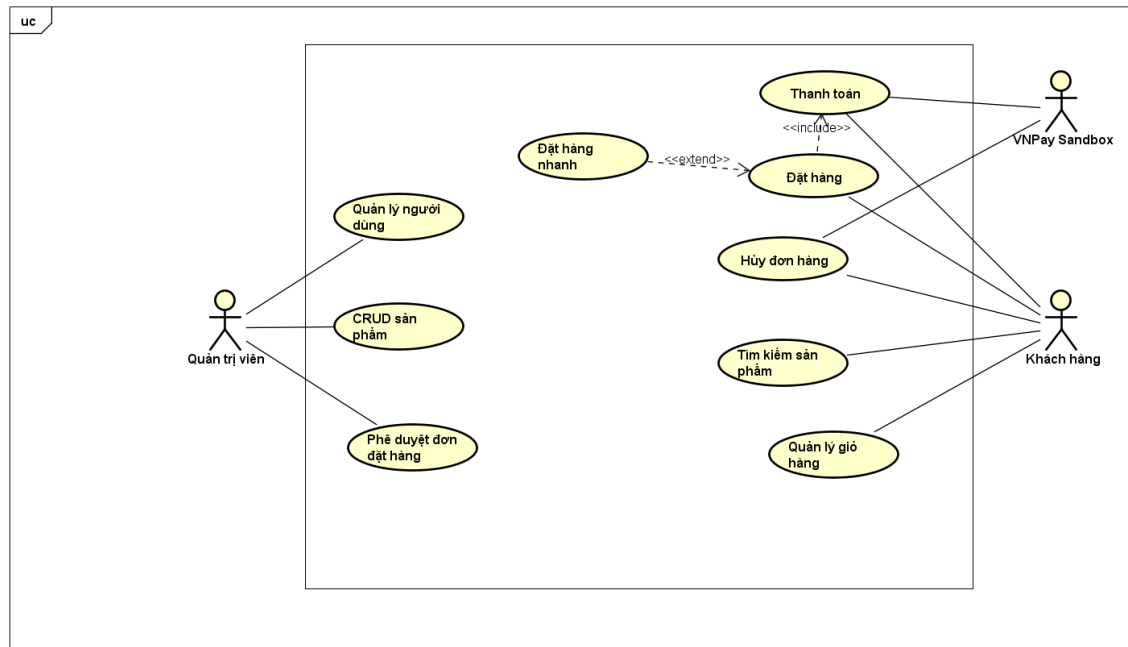 uc
Thanh toán
<<include>>
VNPay Sandbox
Đặt hàng
nhanh
<<extend>>
Đặt hàng
Quản lý người
dùng
Hủy đơn hàng
CRUD sản
phẩm
Quản trị viên
Tìm kiếm sản
phẩm
Khách hàng
Phê duyệt đơn
đặt hàng
Quản lý giỏ
hàng